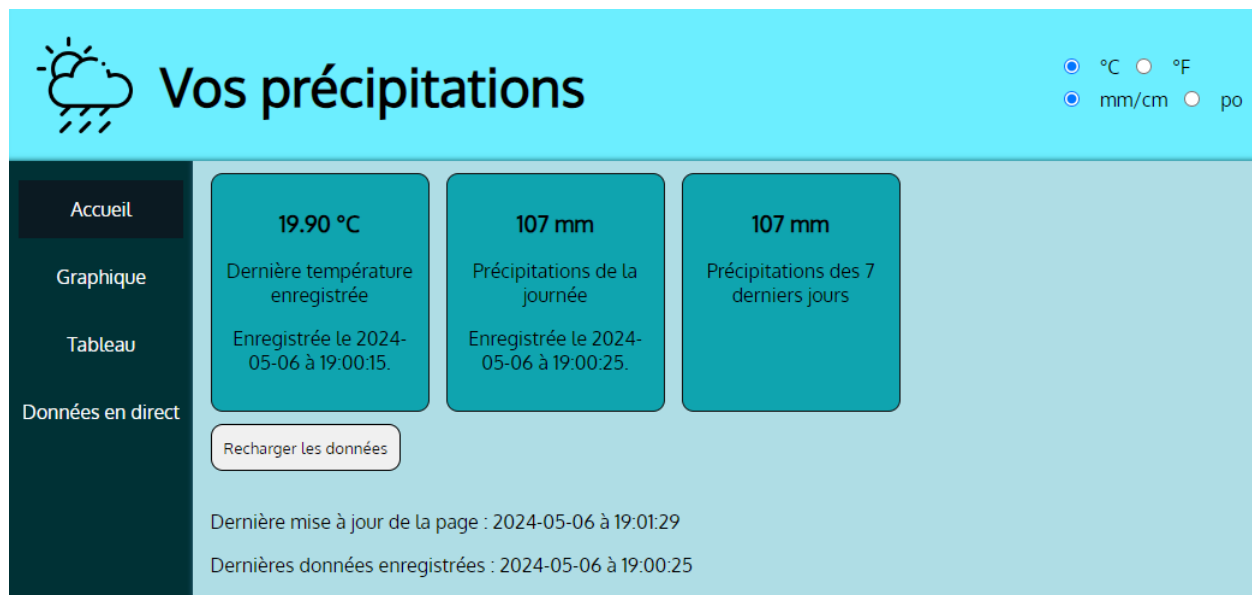 Vos précipitations
°C °F
mm/cm po
Accueil
Graphique
Tableau
Données en direct
19.90 °C
Dernière température
enregistrée
Enregistrée le 2024-
05-06 à 19:00:15.
107 mm
Précipitations de la
journée
Enregistrée le 2024-
05-06 à 19:00:25.
107 mm
Précipitations des 7
derniers jours
Recharger les données
Dernière mise à jour de la page : 2024-05-06 à 19:01:29
Dernières données enregistrées : 2024-05-06 à 19:00:25